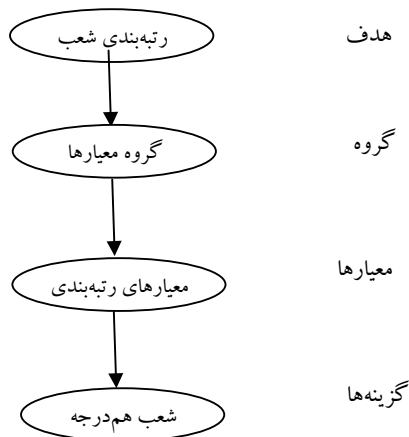 رتبه‌بندی شعب
هدف
گروه معیارها
گروه
معیارهای رتبه‌بندی
معیارها
شعب هم‌درجه
گزینه‌ها